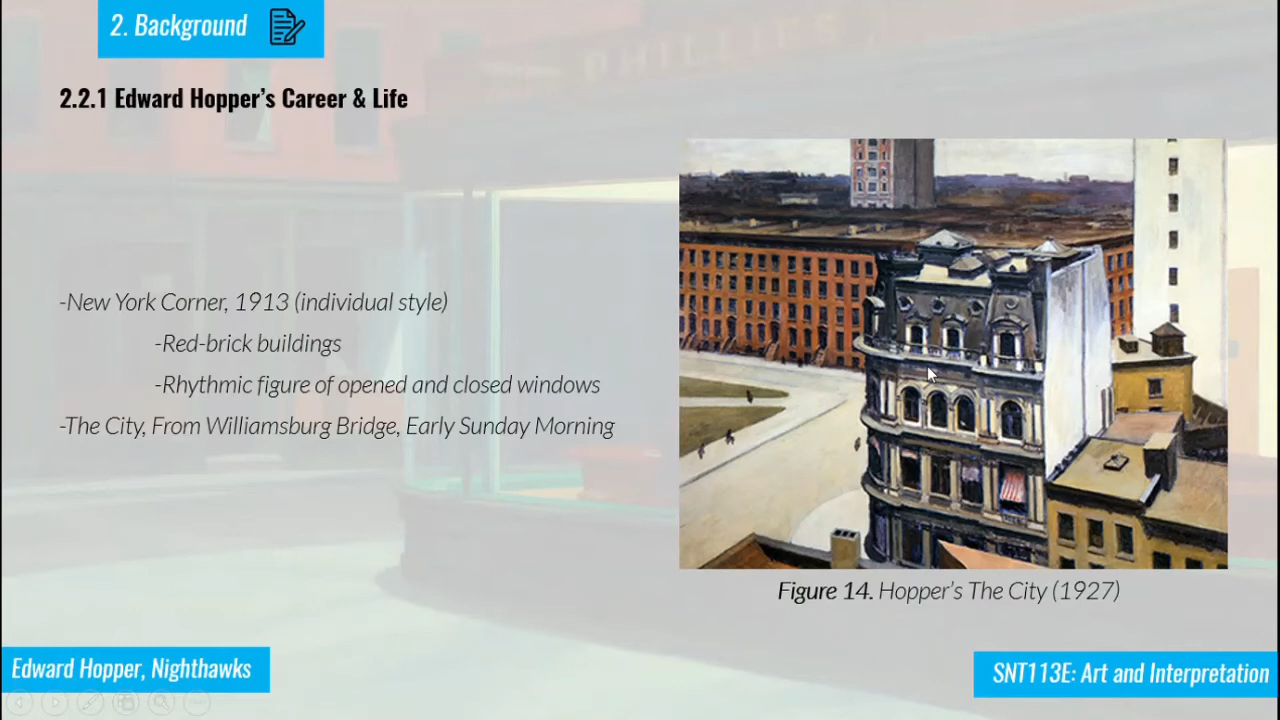 2. Background
2.2.1 Edward Hopper's Career & Life
-New York Corner, 1913 (individual style)
-Red-brick buildings
-Rhythmic figure of opened and closed windows
-The City, From Williamsburg Bridge, Early Sunday Morning
Figure 14. Hopper's The City (1927)
Edward Hopper, Nighthawks
SNT113E: Art and Interpretation